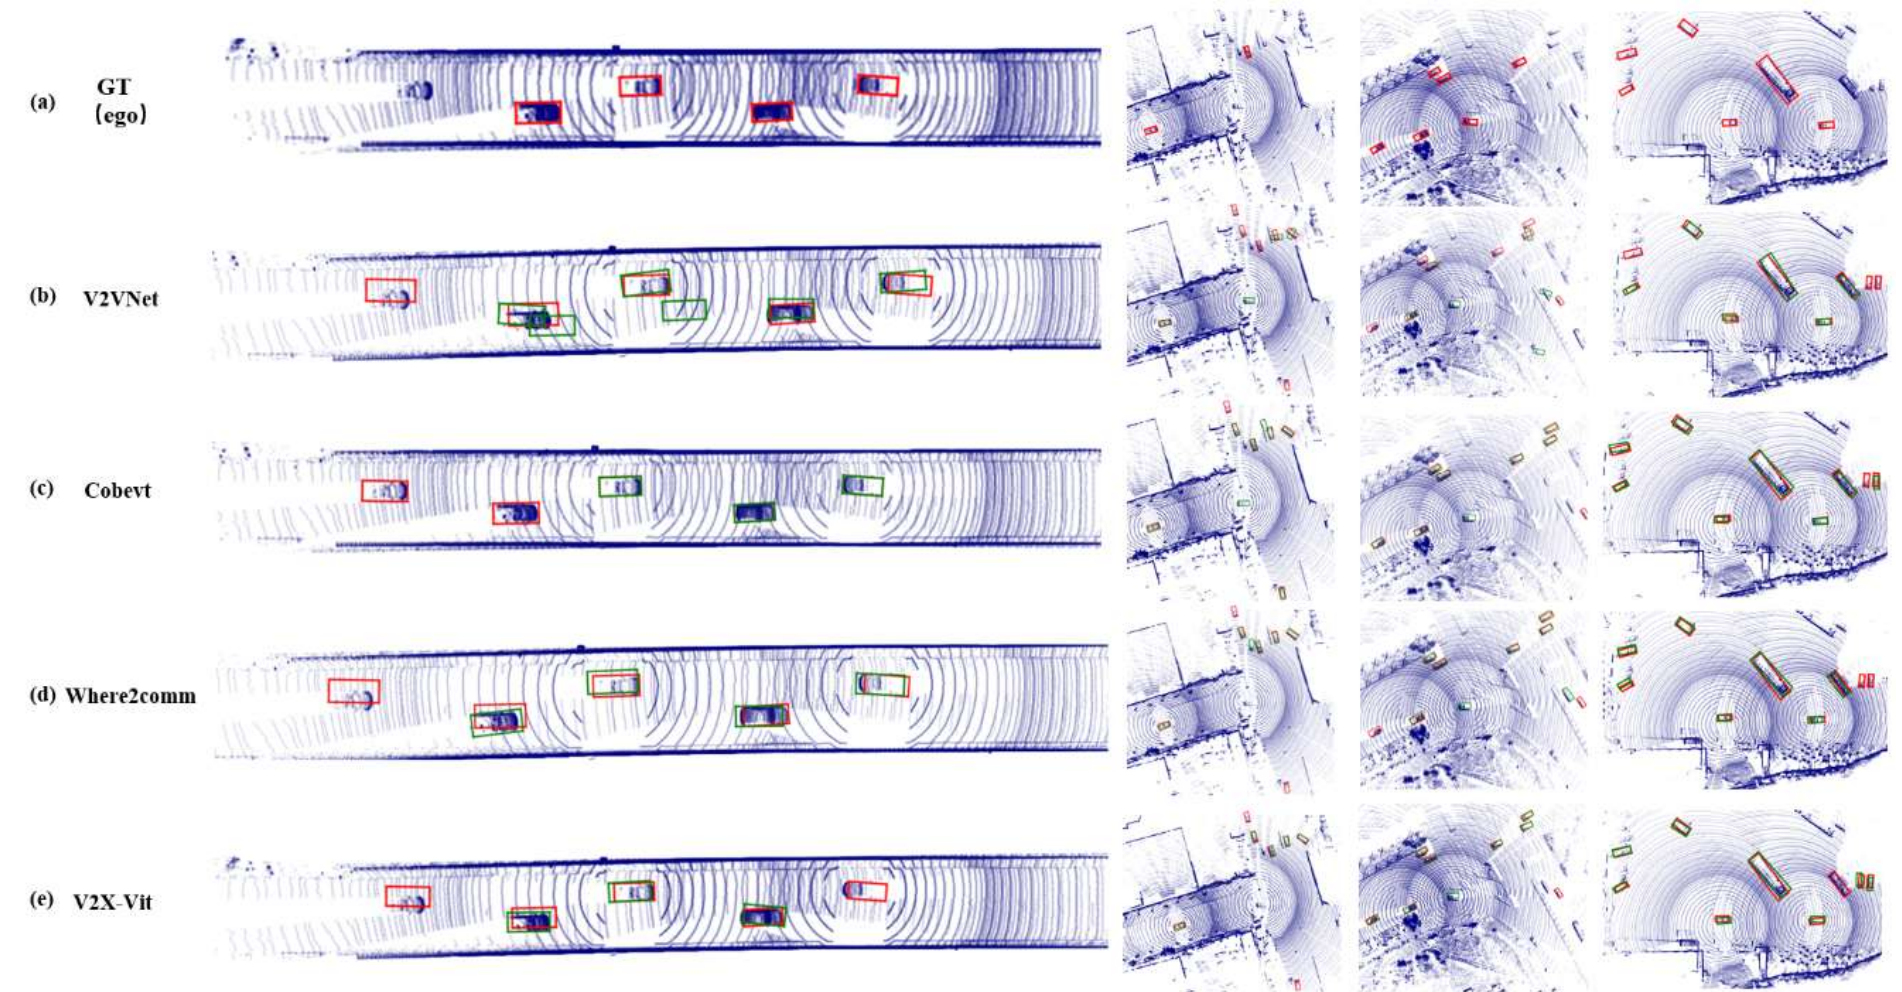 (a) GT
(ego)
(b) V2VNet
(c) Cobevt
(d) Where2comm
(e) V2X-Vit